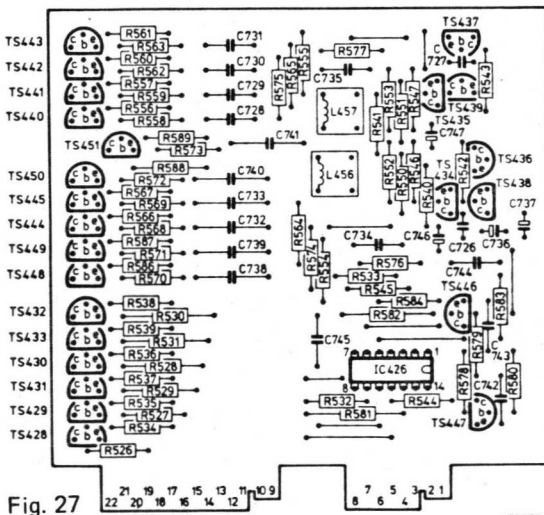 TS437
TS443 c b e R561 R563 C731 R555 R565 R575 R577 C 727 R543
TS442 c b e R560 R562 C730 C735 R553 R547 R551 TS439
TS441 c b e R557 R559 C729 L457 R541 TS435
TS440 c b e R556 R558 C728 C747
TS451 c b e R589 R573 C741 TS436
TS450 c b e R588 R572 C740 L456 R552 R550 R546 R540 R542 TS 434 TS438
TS445 c b e R567 R569 C733 C737
TS444 c b e R566 R568 C732 R564 R574 R554 C734 C746 C726 C736
TS449 c b e R587 R571 C739 R576 C744
TS448 c b e R586 R570 C738 R533 R545 TS446
TS432 c b e R538 R530 R584 R582 R583
TS433 c b e R539 R531 C745 R579 C 743
TS430 c b e R536 R528 7 1 IC426 R578 R580
TS431 c b e R537 R529 8 14 C742
TS429 c b e R535 R527 R532 R544 R581 TS447
TS428 c b e R534
R526
21 19 17 15 13 11 10 9 7 5 3 2 1
22 20 18 16 14 12 8 6 4
Fig. 27